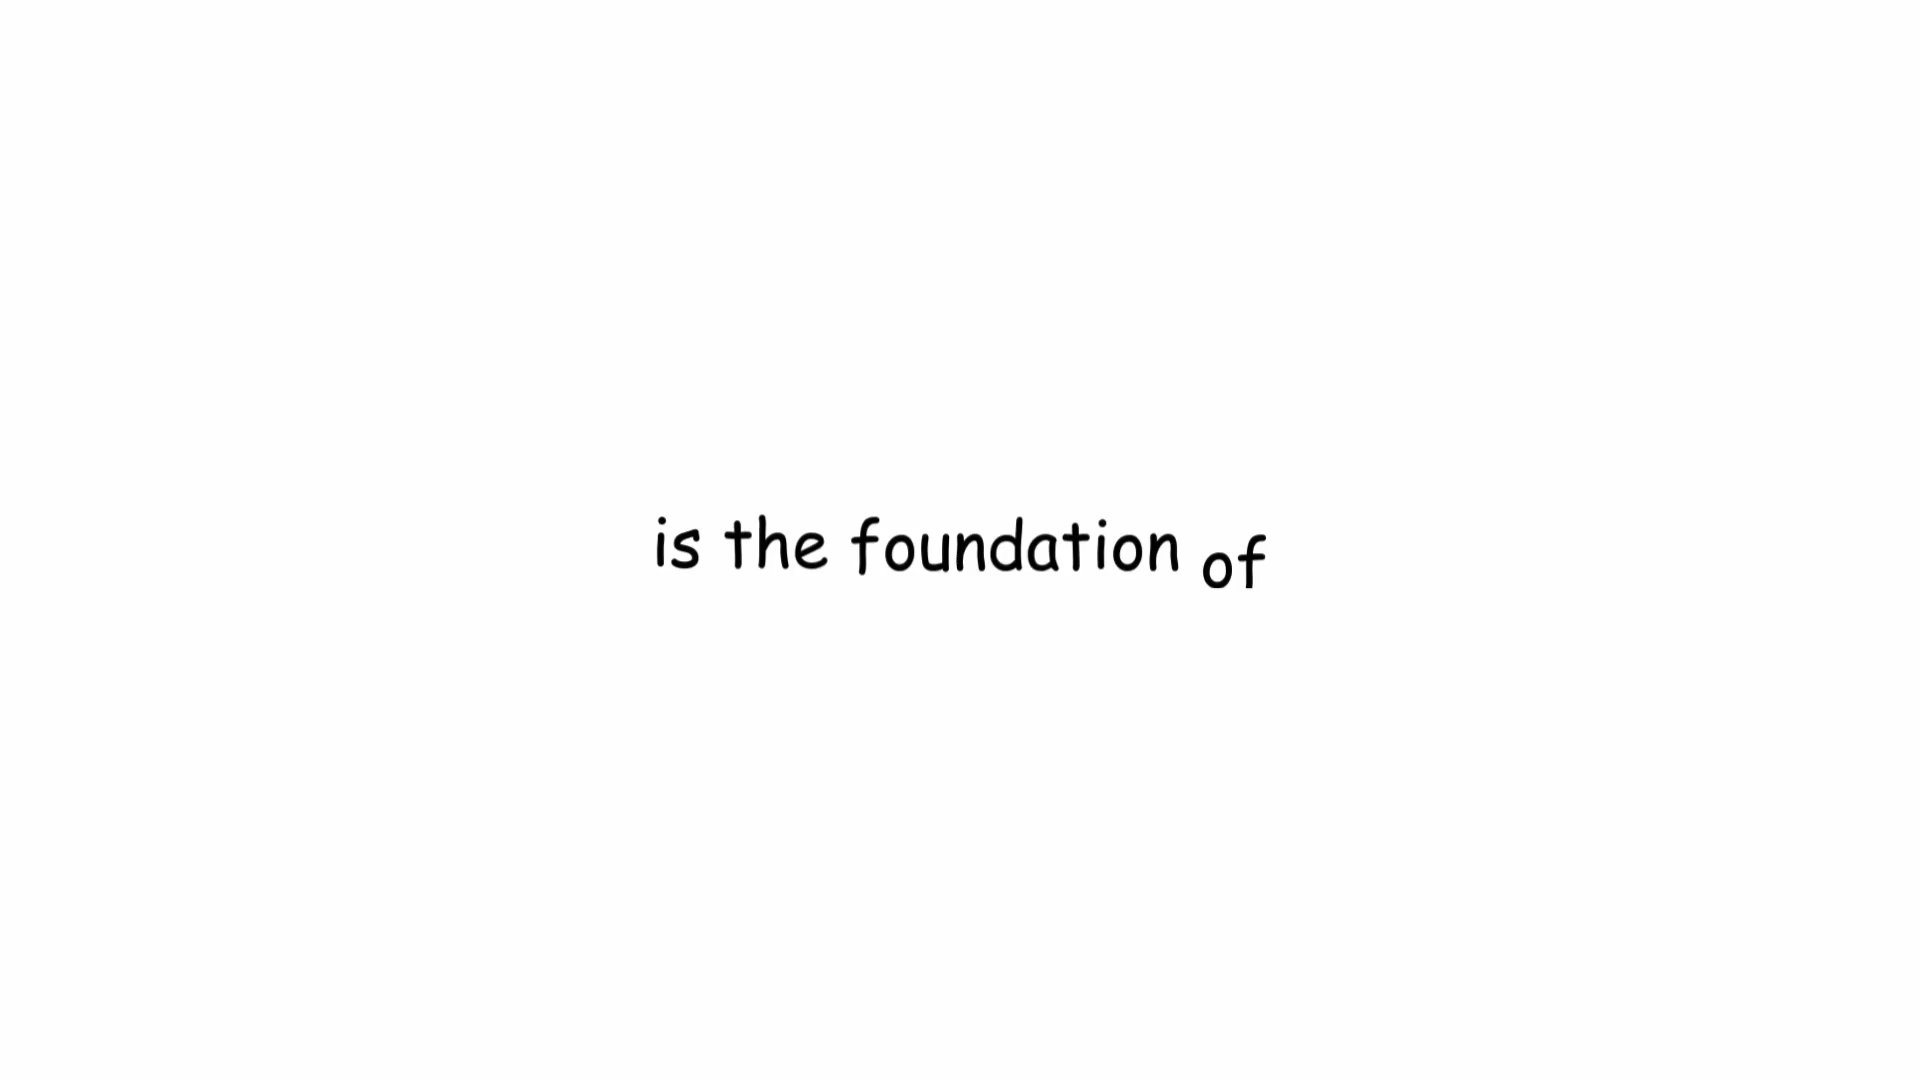 is the foundation of